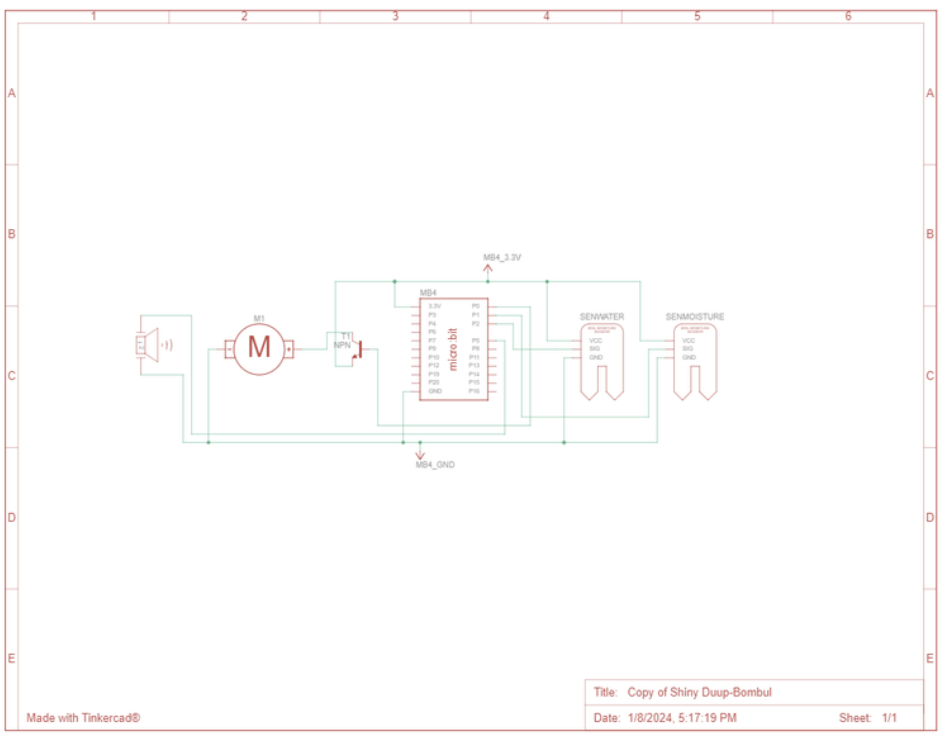 1 2 3 4 5 6
A A
B B
MB4_3.3V
MB4
3.3V P0
P3 P1
P4 P2
P6
P7 P5
P9 P8
P10 P11
P12 P13
P19 P14
P20 P15
GND P16
micro:bit
SENWATER
VCC
SIG
GND
SENMOISTURE
VCC
SIG
GND
M1
M
- +
T1
NPN
C C
MB4_GND
D D
E E
Title: Copy of Shiny Duup-Bombul
Date: 1/8/2024, 5:17:19 PM Sheet: 1/1
Made with Tinkercad®